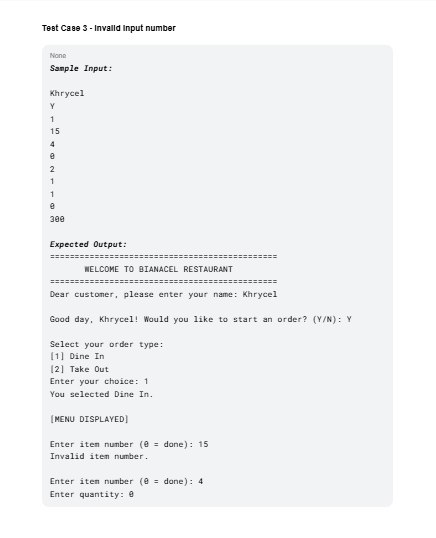 Test Case 3 - Invalid Input number
None
Sample Input:
Khrycel
Y
1
15
4
0
2
1
1
0
300
Expected Output:
==============================================
WELCOME TO BIANACEL RESTAURANT
==============================================
Dear customer, please enter your name: Khrycel
Good day, Khrycel! Would you like to start an order? (Y/N): Y
Select your order type:
[1] Dine In
[2] Take Out
Enter your choice: 1
You selected Dine In.
[MENU DISPLAYED]
Enter item number (0 = done): 15
Invalid item number.
Enter item number (0 = done): 4
Enter quantity: 0